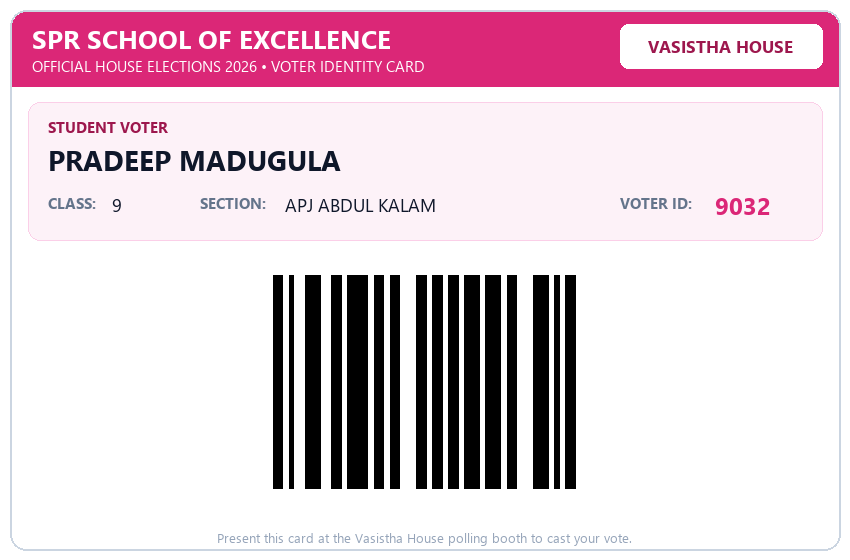 SPR SCHOOL OF EXCELLENCE
OFFICIAL HOUSE ELECTIONS 2026 • VOTER IDENTITY CARD
VASISTHA HOUSE
STUDENT VOTER
PRADEEP MADUGULA
CLASS: 9 SECTION: APJ ABDUL KALAM VOTER ID: 9032
Present this card at the Vasistha House polling booth to cast your vote.